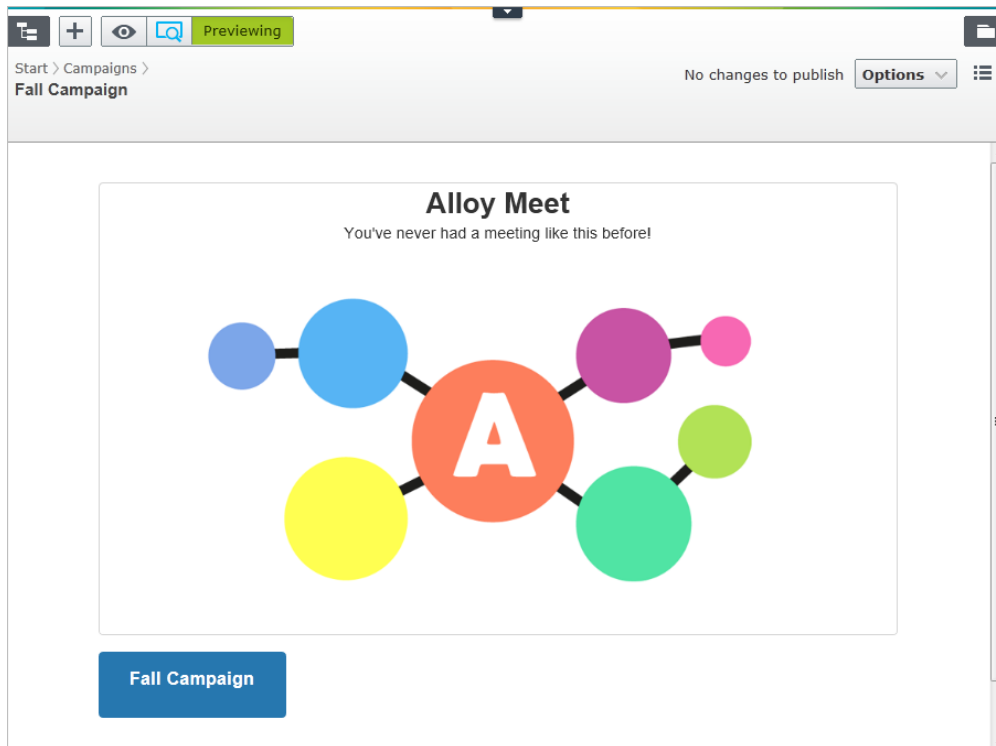 Previewing
Start > Campaigns >
Fall Campaign
No changes to publish
Options
Alloy Meet
You've never had a meeting like this before!
A
Fall Campaign